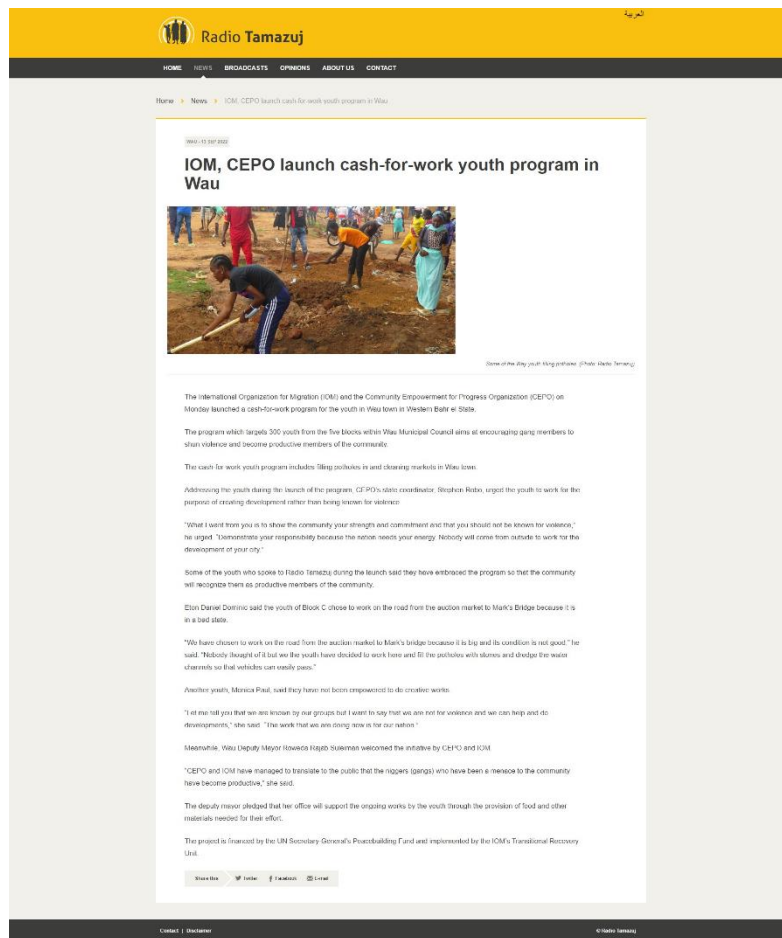 العربية
Radio Tamazuj
HOME NEWS BROADCASTS OPINIONS ABOUT US CONTACT
Home News IOM, CEPO launch cash-for-work youth program in Wau
WAU - 13 SEP 2022
IOM, CEPO launch cash-for-work youth program in
Wau
Some of the Way youth filling potholes. (Photo: Radio Tamazuj)
The International Organization for Migration (IOM) and the Community Empowerment for Progress Organization (CEPO) on
Monday launched a cash-for-work program for the youth in Wau town in Western Bahr el State.
The program which targets 300 youth from the five blocks within Wau Municipal Council aims at encouraging gang members to
shun violence and become productive members of the community.
The cash for work youth program includes filling potholes is and cleaning markets in Wau town.
Addressing the youth during the launch of the program, CEPO's state coordinator, Stephen Robo, urged the youth to work for the
purpose of creating development rather than being known for violence.
"What I want from you is to show the community your strength and commitment and that you should not be known for violence,"
he urged. "Demonstrate your responsibility because the nation needs your energy. Nobody will come from outside to work for the
development of your city."
Some of the youth who spoke to Radio Tamazuj during the launch said they have embraced the program so that the community
will recognize them as productive members of the community.
Eton Daniel Dominic said the youth of Block C chose to work on the road from the auction market to Mark's Bridge because it is
in a bad state.
"We have chosen to work on the road from the auction market to Mark's bridge because it is big and its condition is not good." he
said. "Nobody thought of it but we the youth have decided to work here and fill the potholes with stones and dredge the water
channels so that vehicles can easily pass."
Another youth, Monica Paul, said they have not been empowered to do creative works.
"Let me tell you that we are known by our groups but I want to say that we are not for violence and we can help and do
developments," she said. "The work that we are doing now is for our nation."
Meanwhile, Wau Deputy Mayor Roweda Rajab Suleiman welcomed the initiative by CEPO and IOM.
"CEPO and IOM have managed to translate to the public that the niggers (gangs) who have been a menace to the community
have become productive," she said.
The deputy mayor pledged that her office will support the ongoing works by the youth through the provision of food and other
materials needed for their effort.
The project is financed by the UN Secretary-General's Peacebuilding Fund and implemented by the IOM's Transitional Recovery
Unit.
Share this Twitter Facebook E-mail
Contact | Disclaimer © Radio Tamazuj